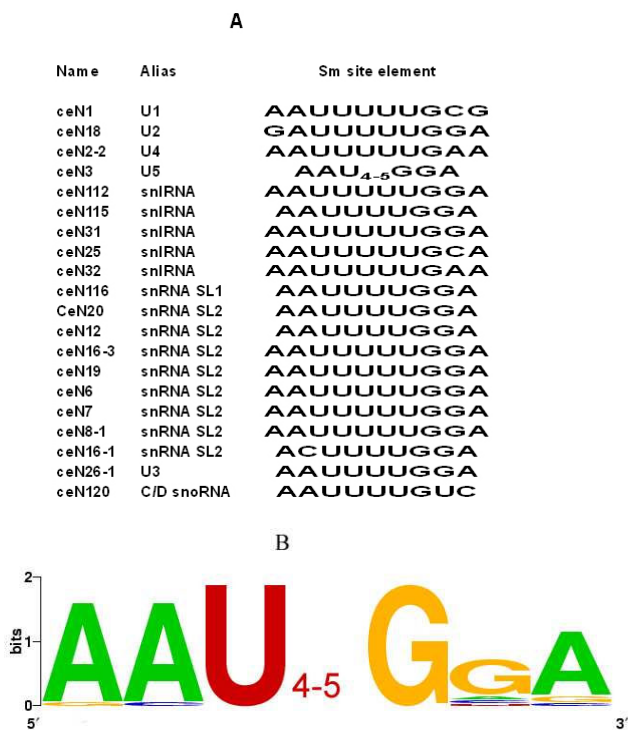 A
Name Alias Sm site element
ceN1 U1 AAUUUUUGCG
ceN18 U2 GAUUUUUGGA
ceN2-2 U4 AAUUUUUGAA
ceN3 U5 AAU4-5GGA
ceN112 snlRNA AAUUUUUGGA
ceN115 snlRNA AAUUUUGGA
ceN31 snlRNA AAUUUUUGGA
ceN25 snlRNA AAUUUUUGCA
ceN32 snlRNA AAUUUUUGAA
ceN116 snRNA SL1 AAUUUUGGA
CeN20 snRNA SL2 AAUUUUGGA
ceN12 snRNA SL2 AAUUUUGGA
ceN16-3 snRNA SL2 AAUUUUUGGA
ceN19 snRNA SL2 AAUUUUUGGA
ceN6 snRNA SL2 AAUUUUUGGA
ceN7 snRNA SL2 AAUUUUUGGA
ceN8-1 snRNA SL2 AAUUUUUGGA
ceN16-1 snRNA SL2 ACUUUUGGA
ceN26-1 U3 AAUUUUGGA
ceN120 C/D snoRNA AAUUUUGUC
B
2
1
0
bits
AAU4-5 GGA
5′ 3′